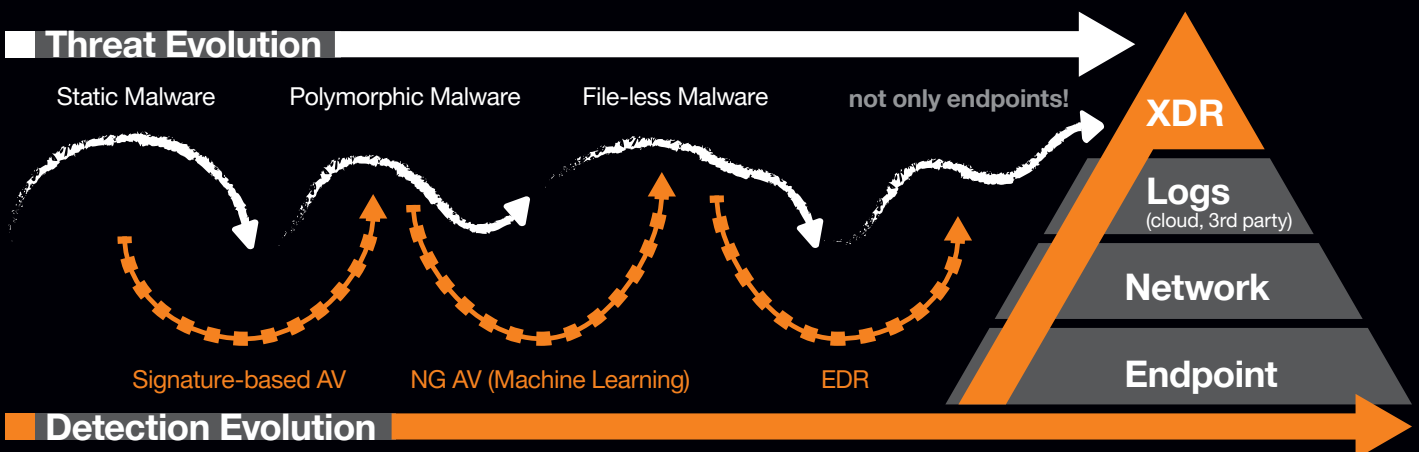 Threat Evolution
Static Malware
Polymorphic Malware
File-less Malware
not only endpoints!
XDR
Logs
(cloud, 3rd party)
Network
Endpoint
Signature-based AV
NG AV (Machine Learning)
EDR
Detection Evolution